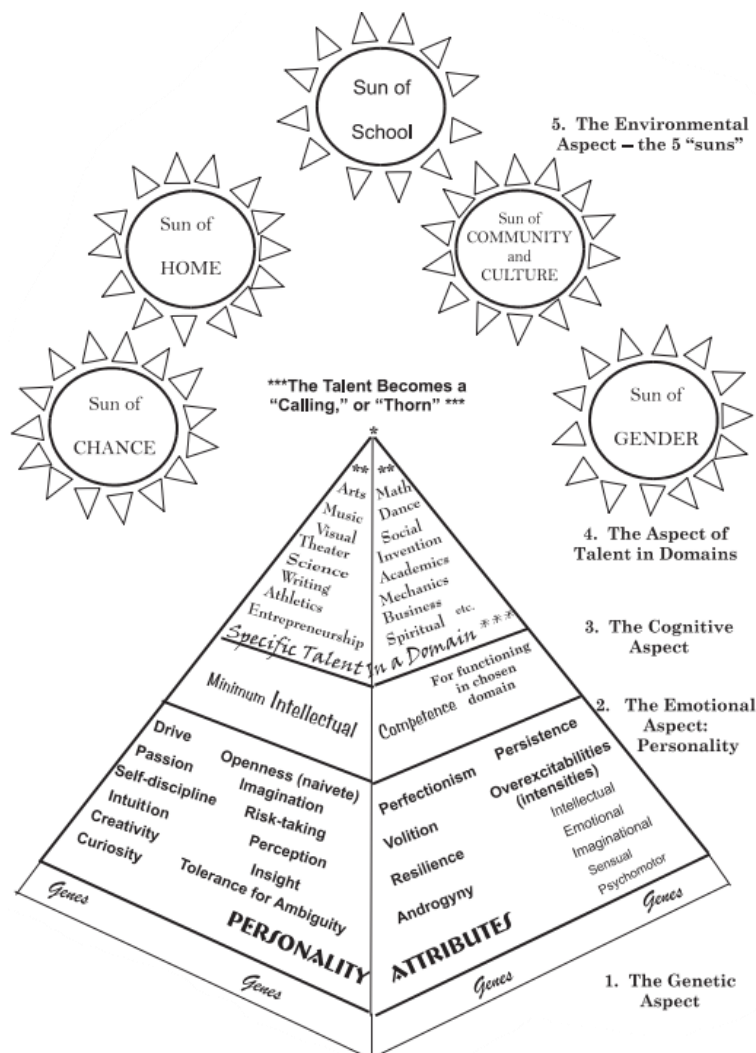 Sun of
School
5. The Environmental
Aspect – the 5 “suns”
Sun of
HOME
Sun of
COMMUNITY
and
CULTURE
Sun of
CHANCE
***The Talent Becomes a
“Calling,” or “Thorn” ***
Sun of
GENDER
*
**
**
Arts
Music
Visual
Theater
Science
Writing
Athletics
Entrepreneurship
Math
Dance
Social
Invention
Academics
Mechanics
Business
Spiritual etc.
Specific Talent In a Domain ***
4. The Aspect of
Talent in Domains
3. The Cognitive
Aspect
Minimum Intellectual
Competence
For functioning
in chosen
domain
2. The Emotional
Aspect:
Personality
Drive
Passion
Self-discipline
Intuition
Creativity
Curiosity
Openness (naivete)
Imagination
Risk-taking
Perception
Insight
Tolerance for Ambiguity
Perfectionism
Volition
Resilience
Androgyny
Persistence
Overexcitabilities
(Intensities)
Intellectual
Emotional
Imaginational
Sensual
Psychomotor
PERSONALITY
ATTRIBUTES
Genes
Genes
Genes
Genes
1. The Genetic
Aspect